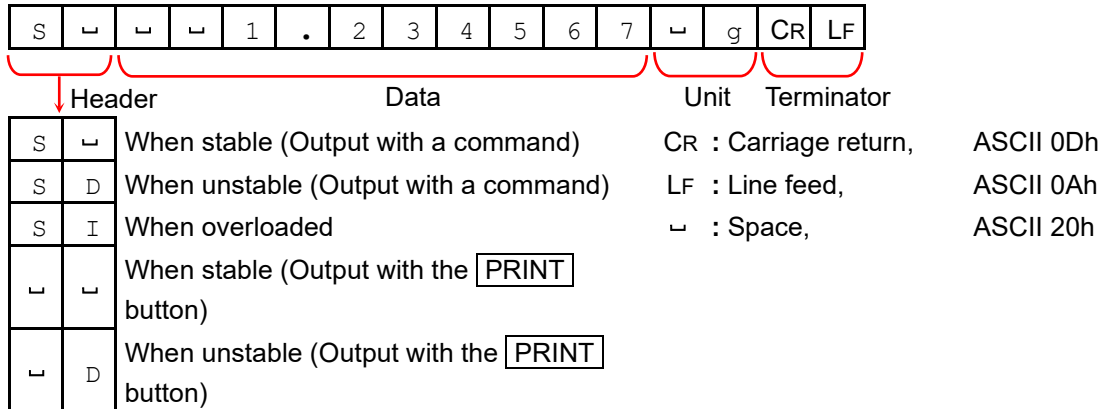 S ␣ ␣ ␣ 1 . 2 3 4 5 6 7 ␣ g CR LF
Header Data Unit Terminator
S ␣ When stable (Output with a command) CR : Carriage return, ASCII 0Dh
S D When unstable (Output with a command) LF : Line feed, ASCII 0Ah
S I When overloaded ␣ : Space, ASCII 20h
␣ ␣ When stable (Output with the PRINT
button)
␣ D When unstable (Output with the PRINT
button)